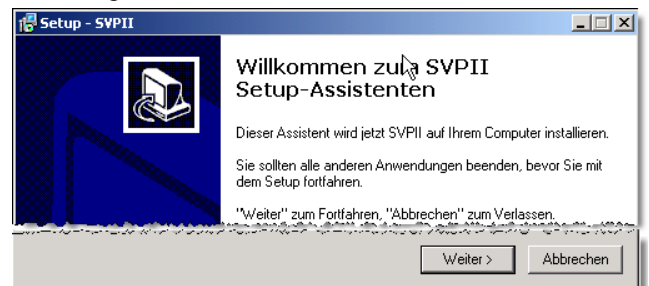 Setup - SVPII
Willkommen zum SVPII
Setup-Assistenten
Dieser Assistent wird jetzt SVPII auf Ihrem Computer installieren.
Sie sollten alle anderen Anwendungen beenden, bevor Sie mit
dem Setup fortfahren.
"Weiter" zum Fortfahren, "Abbrechen" zum Verlassen.
Weiter >
Abbrechen